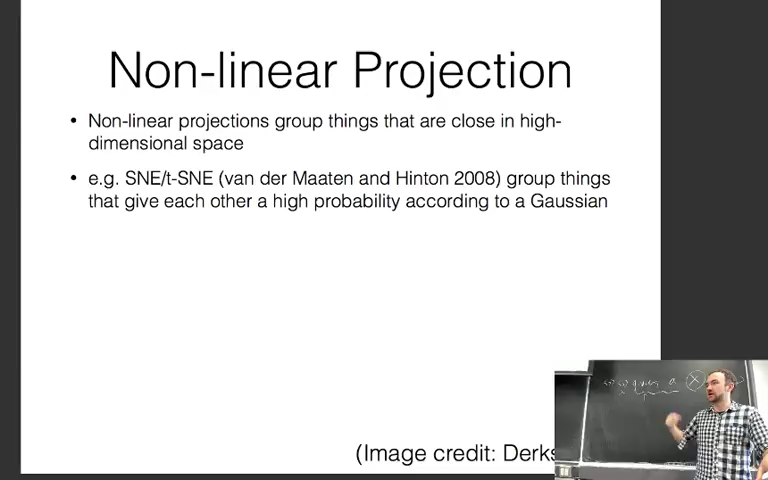 Non-linear Projection
• Non-linear projections group things that are close in high-
dimensional space
• e.g. SNE/t-SNE (van der Maaten and Hinton 2008) group things
that give each other a high probability according to a Gaussian
(Image credit: Derks